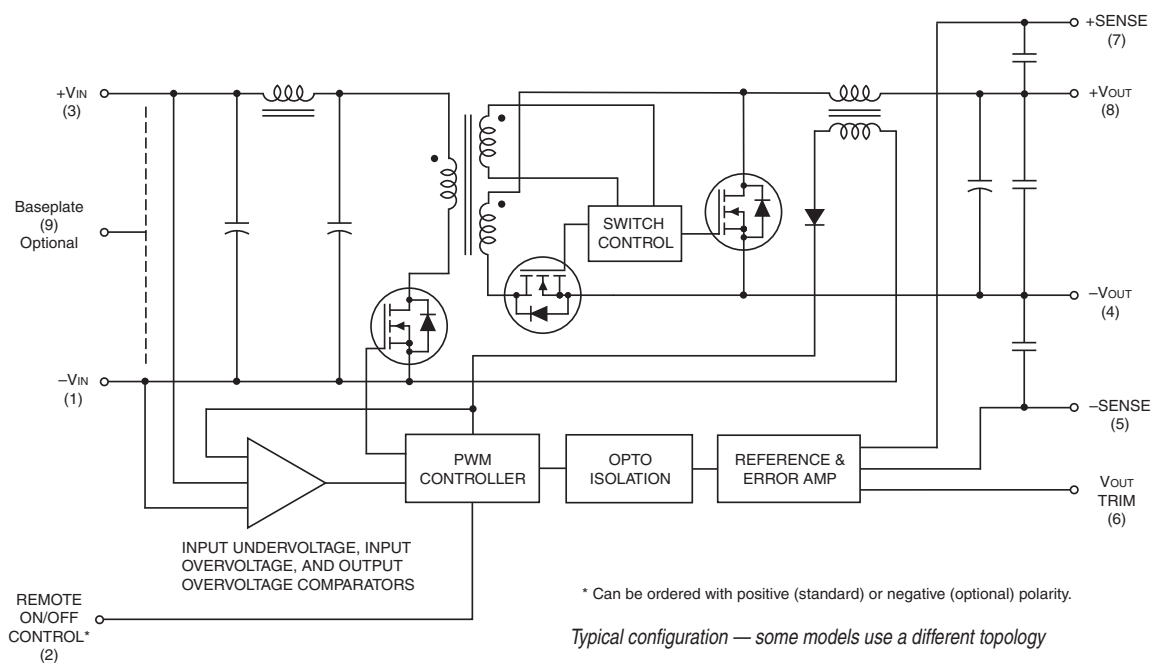 +SENSE
(7)
+VIN
(3)
+VOUT
(8)
Baseplate
(9)
Optional
SWITCH
CONTROL
–VOUT
(4)
–VIN
(1)
–SENSE
(5)
PWM
CONTROLLER
OPTO
ISOLATION
REFERENCE &
ERROR AMP
VOUT
TRIM
(6)
INPUT UNDERVOLTAGE, INPUT
OVERVOLTAGE, AND OUTPUT
OVERVOLTAGE COMPARATORS
REMOTE
ON/OFF
CONTROL*
(2)
* Can be ordered with positive (standard) or negative (optional) polarity.
Typical configuration — some models use a different topology